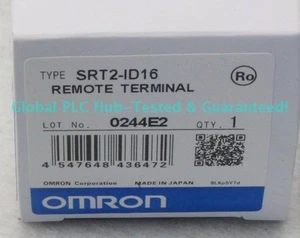 TYPE SRT2-ID16
Ro
REMOTE TERMINAL
Global PLC Hub-Tested & Guaranteed!
LOT No. 0244E2 QTY. 1
4 547648 436472
OMRON Corporation MADE IN JAPAN
OMRON